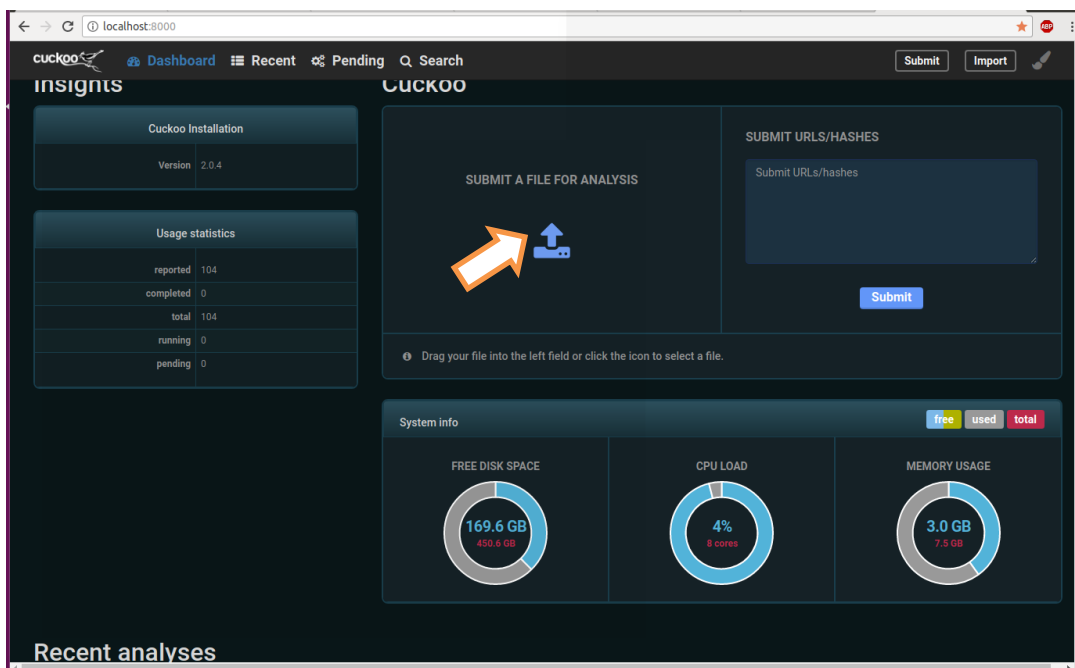 localhost:8000
ABP
cuckoo Dashboard Recent Pending Search Submit Import
Insights
Cuckoo Installation
Version 2.0.4
Usage statistics
reported 104
completed 0
total 104
running 0
pending 0
Cuckoo
SUBMIT A FILE FOR ANALYSIS
SUBMIT URLS/HASHES
Submit URLs/hashes
Submit
Drag your file into the left field or click the icon to select a file.
System info
free used total
FREE DISK SPACE
169.6 GB
450.6 GB
CPU LOAD
4%
8 cores
MEMORY USAGE
3.0 GB
7.5 GB
Recent analyses